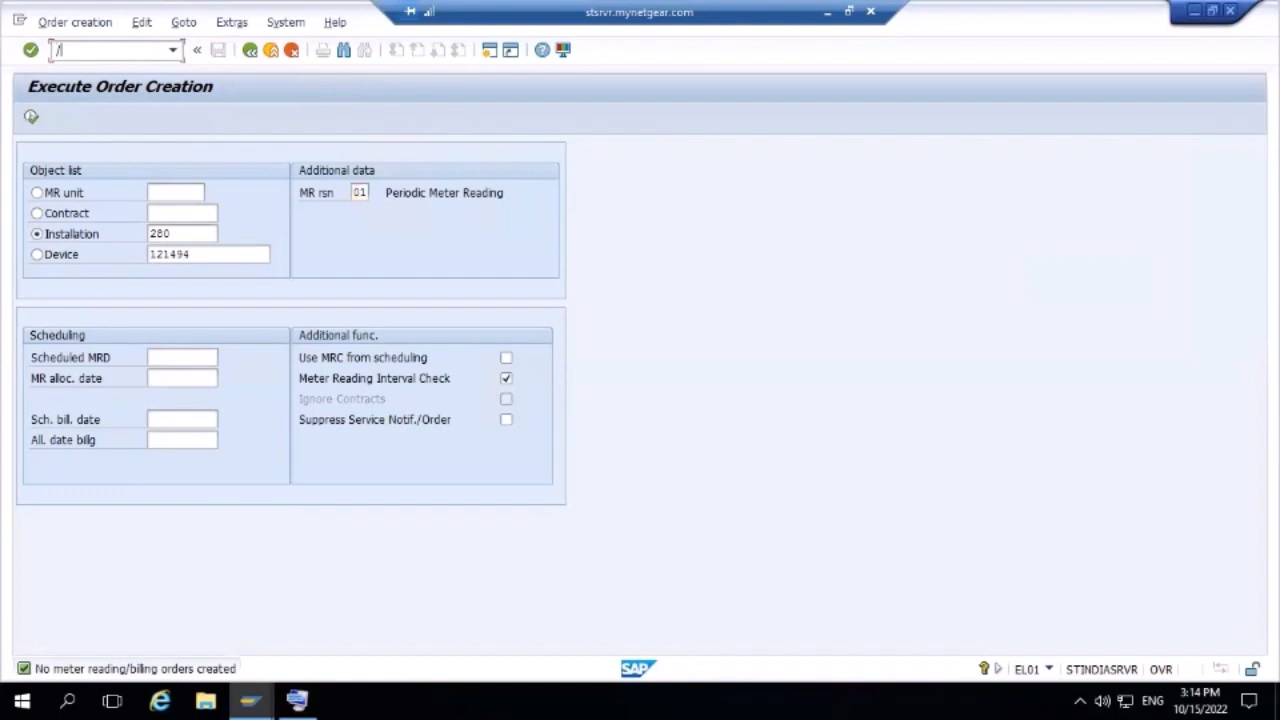 stsrvr.mynetgear.com
Order creation Edit Goto Extras System Help
/
Execute Order Creation
Object list Additional data
MR unit MR rsn 01 Periodic Meter Reading
Contract
Installation 280
Device 121494
Scheduling Additional func.
Scheduled MRD Use MRC from scheduling
MR alloc. date Meter Reading Interval Check
Ignore Contracts
Sch. bill. date Suppress Service Notif./Order
All. date billg
No meter reading/billing orders created SAP EL01 STINDIASRVR OVR
ENG 3:14 PM
10/15/2022